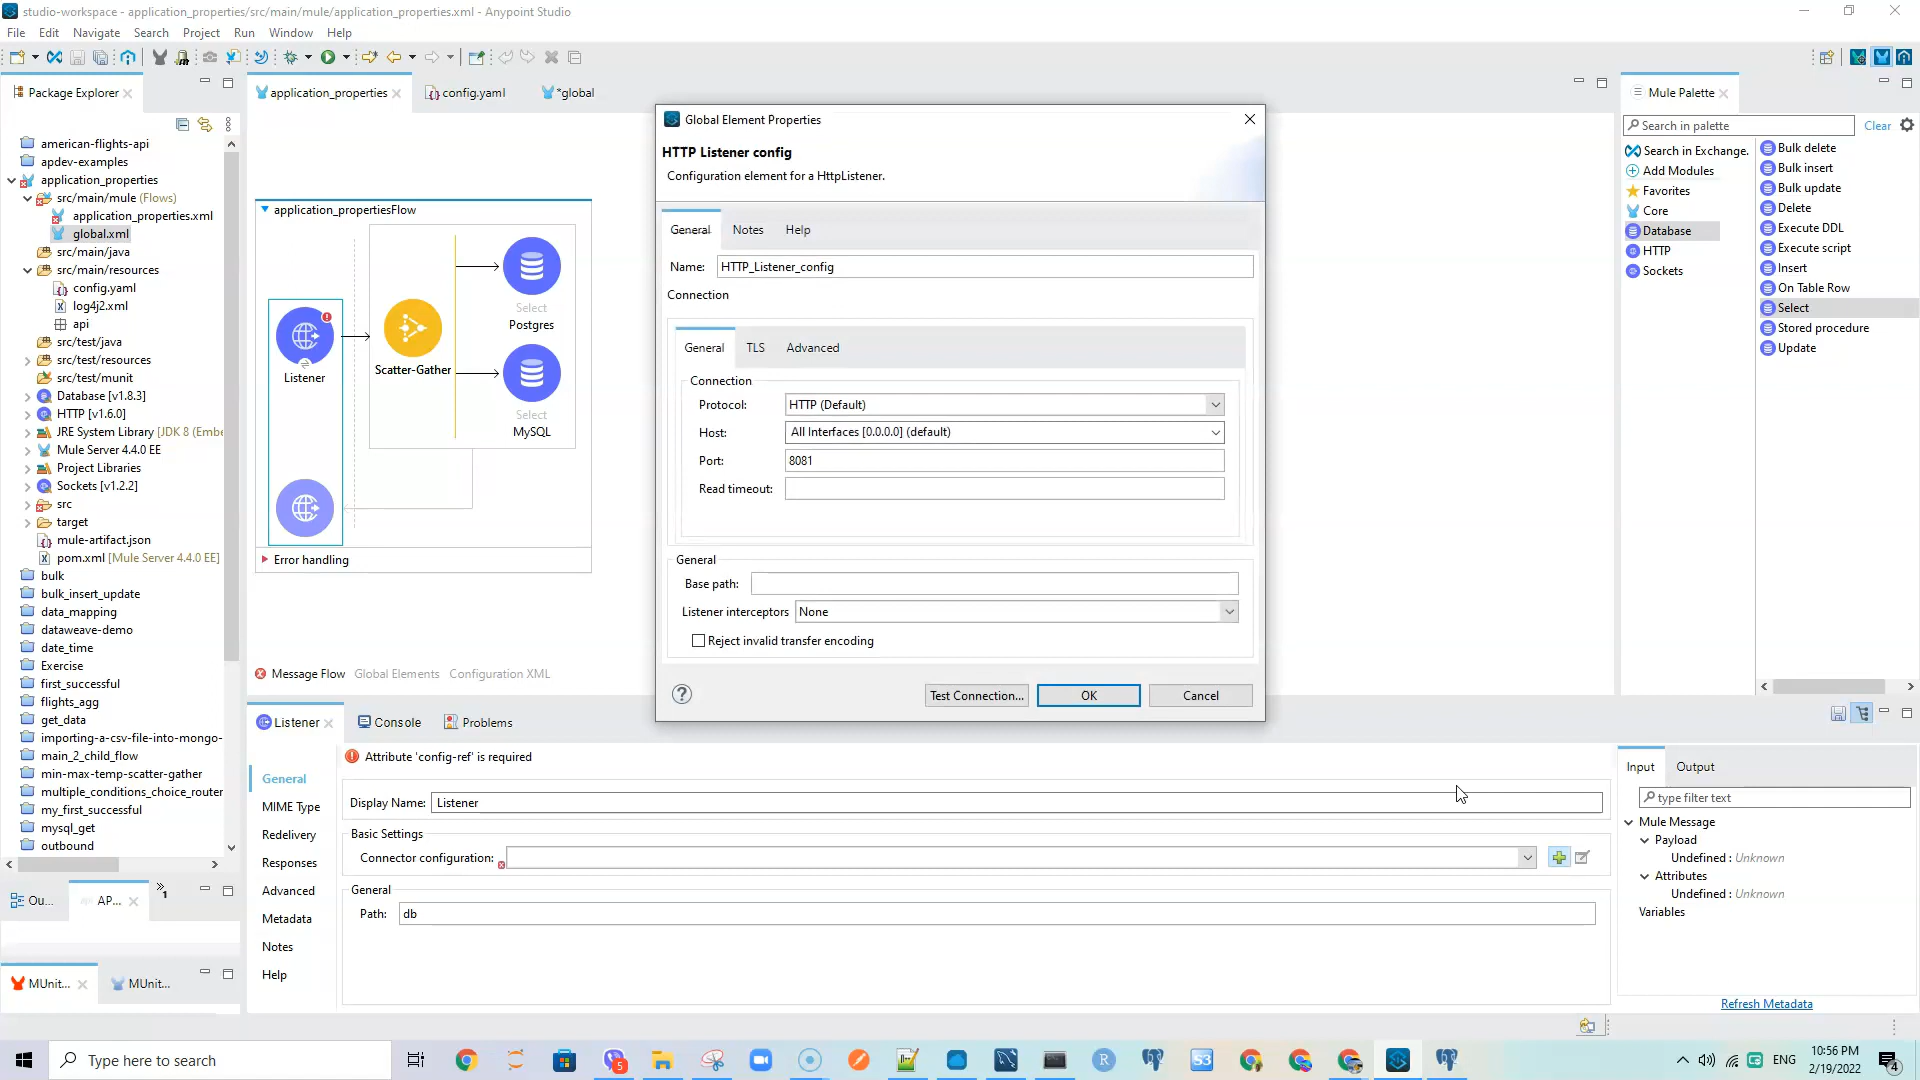 studio-workspace - application_properties/src/main/mule/application_properties.xml - Anypoint Studio
File Edit Navigate Search Project Run Window Help
Package Explorer
american-flights-api
apdev-examples
application_properties
src/main/mule (Flows)
application_properties.xml
global.xml
src/main/java
src/main/resources
config.yaml
log4j2.xml
api
src/test/java
src/test/resources
src/test/munit
Database [v1.8.3]
HTTP [v1.6.0]
JRE System Library [JDK 8 (Embe
Mule Server 4.4.0 EE
Project Libraries
Sockets [v1.2.2]
src
target
mule-artifact.json
pom.xml [Mule Server 4.4.0 EE]
bulk
bulk_insert_update
data_mapping
dataweave-demo
date_time
Exercise
first_successful
flights_agg
get_data
importing-a-csv-file-into-mongo-
main_2_child_flow
min-max-temp-scatter-gather
multiple_conditions_choice_router
my_first_successful
mysql_get
outbound
Ou...
AP...
1
MUnit...
MUnit...
application_properties
config.yaml
*global
application_propertiesFlow
Listener
Scatter-Gather
Select
Postgres
Select
MySQL
Error handling
Message Flow Global Elements Configuration XML
Global Element Properties
HTTP Listener config
Configuration element for a HttpListener.
General Notes Help
Name: HTTP_Listener_config
Connection
General TLS Advanced
Connection
Protocol: HTTP (Default)
Host: All Interfaces [0.0.0.0] (default)
Port: 8081
Read timeout:
General
Base path:
Listener interceptors None
Reject invalid transfer encoding
?
Test Connection...
OK
Cancel
Mule Palette
Search in palette
Clear
Search in Exchange.
Add Modules
Favorites
Core
Database
HTTP
Sockets
Bulk delete
Bulk insert
Bulk update
Delete
Execute DDL
Execute script
Insert
On Table Row
Select
Stored procedure
Update
Listener
Console
Problems
Attribute 'config-ref' is required
General
MIME Type
Redelivery
Responses
Advanced
Metadata
Notes
Help
Display Name: Listener
Basic Settings
Connector configuration:
General
Path: db
Input Output
type filter text
Mule Message
Payload
Undefined : Unknown
Attributes
Undefined : Unknown
Variables
Refresh Metadata
Type here to search
5
R
S3
ENG
10:56 PM
2/19/2022
4